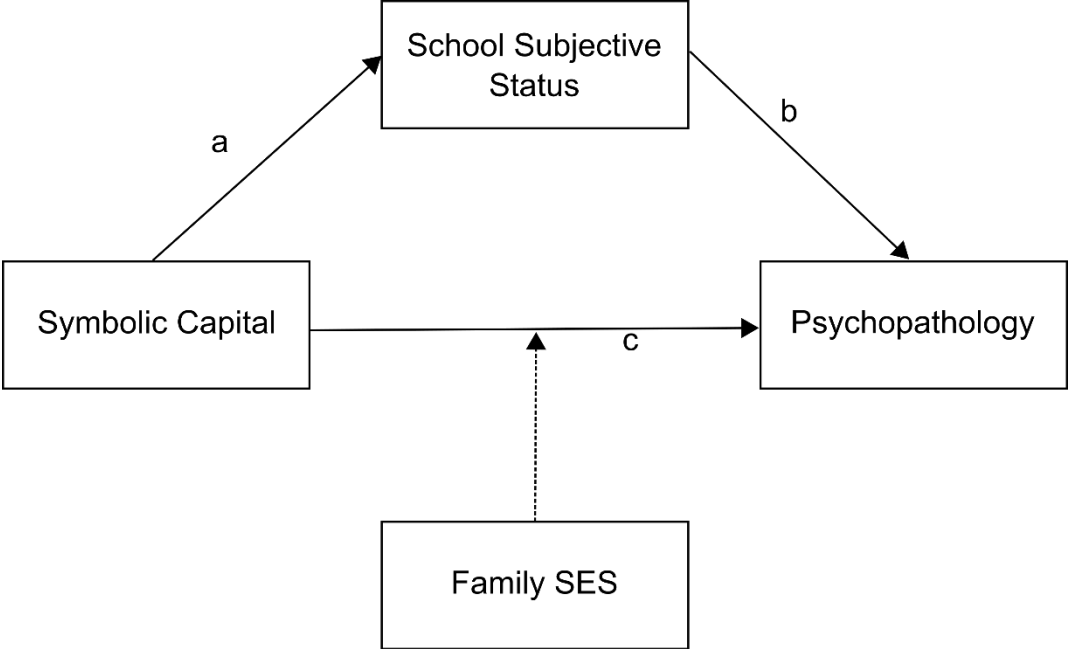 School Subjective
Status
a
b
Symbolic Capital
c
Psychopathology
Family SES